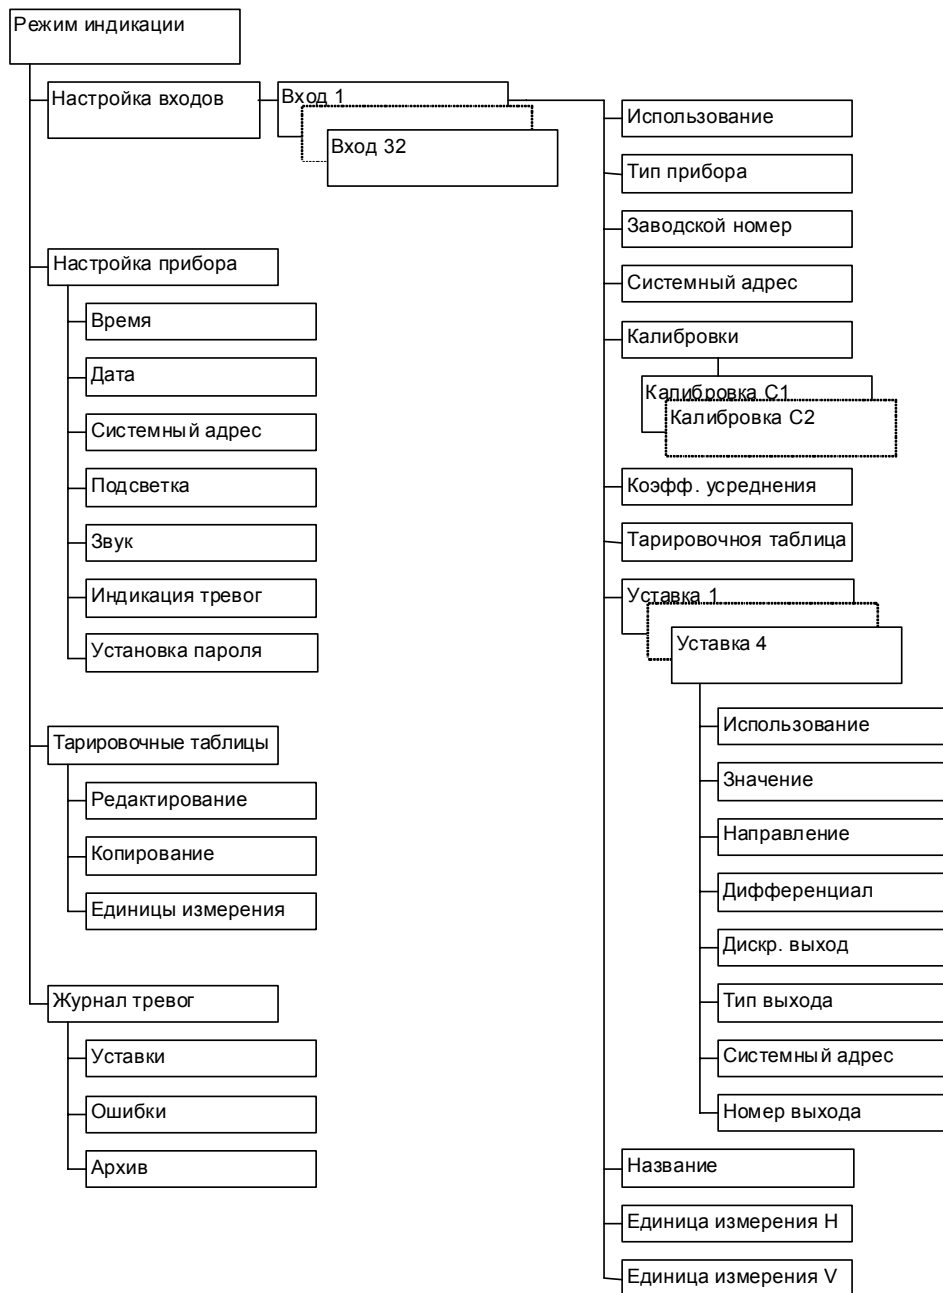 Режим индикации
Настройка входов
Вход 1
Вход 32
Использование
Тип прибора
Заводской номер
Системный адрес
Калибровки
Калибровка С1
Калибровка С2
Коэфф. усреднения
Тарировочноя таблица
Уставка 1
Уставка 4
Использование
Значение
Направление
Дифференциал
Дискр. выход
Тип выхода
Системный адрес
Номер выхода
Название
Единица измерения H
Единица измерения V
Настройка прибора
Время
Дата
Системный адрес
Подсветка
Звук
Индикация тревог
Установка пароля
Тарировочные таблицы
Редактирование
Копирование
Единицы измерения
Журнал тревог
Уставки
Ошибки
Архив